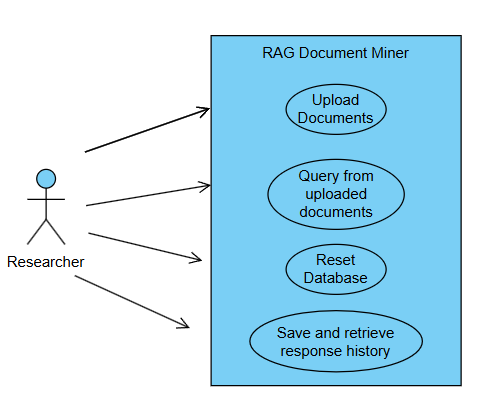 RAG Document Miner
Upload
Documents
Query from
uploaded
documents
Researcher
Reset
Database
Save and retrieve
response history